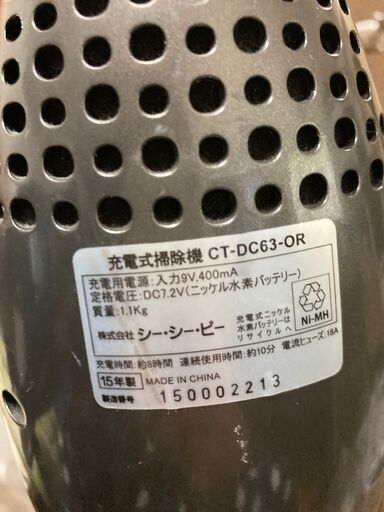 充電式掃除機 CT-DC63-OR
充電用電源:入力9V,400mA
定格電圧:DC7.2V(ニッケル水素バッテリー)
質量:1.1Kg
株式会社 シー・シー・ピー
充電式ニッケル
水素バッテリーは
リサイクルへ
Ni-MH
充電時間:約8時間 連続使用時間:約10分 電流ヒューズ:18A
15年製 MADE IN CHINA
製造番号 150002213